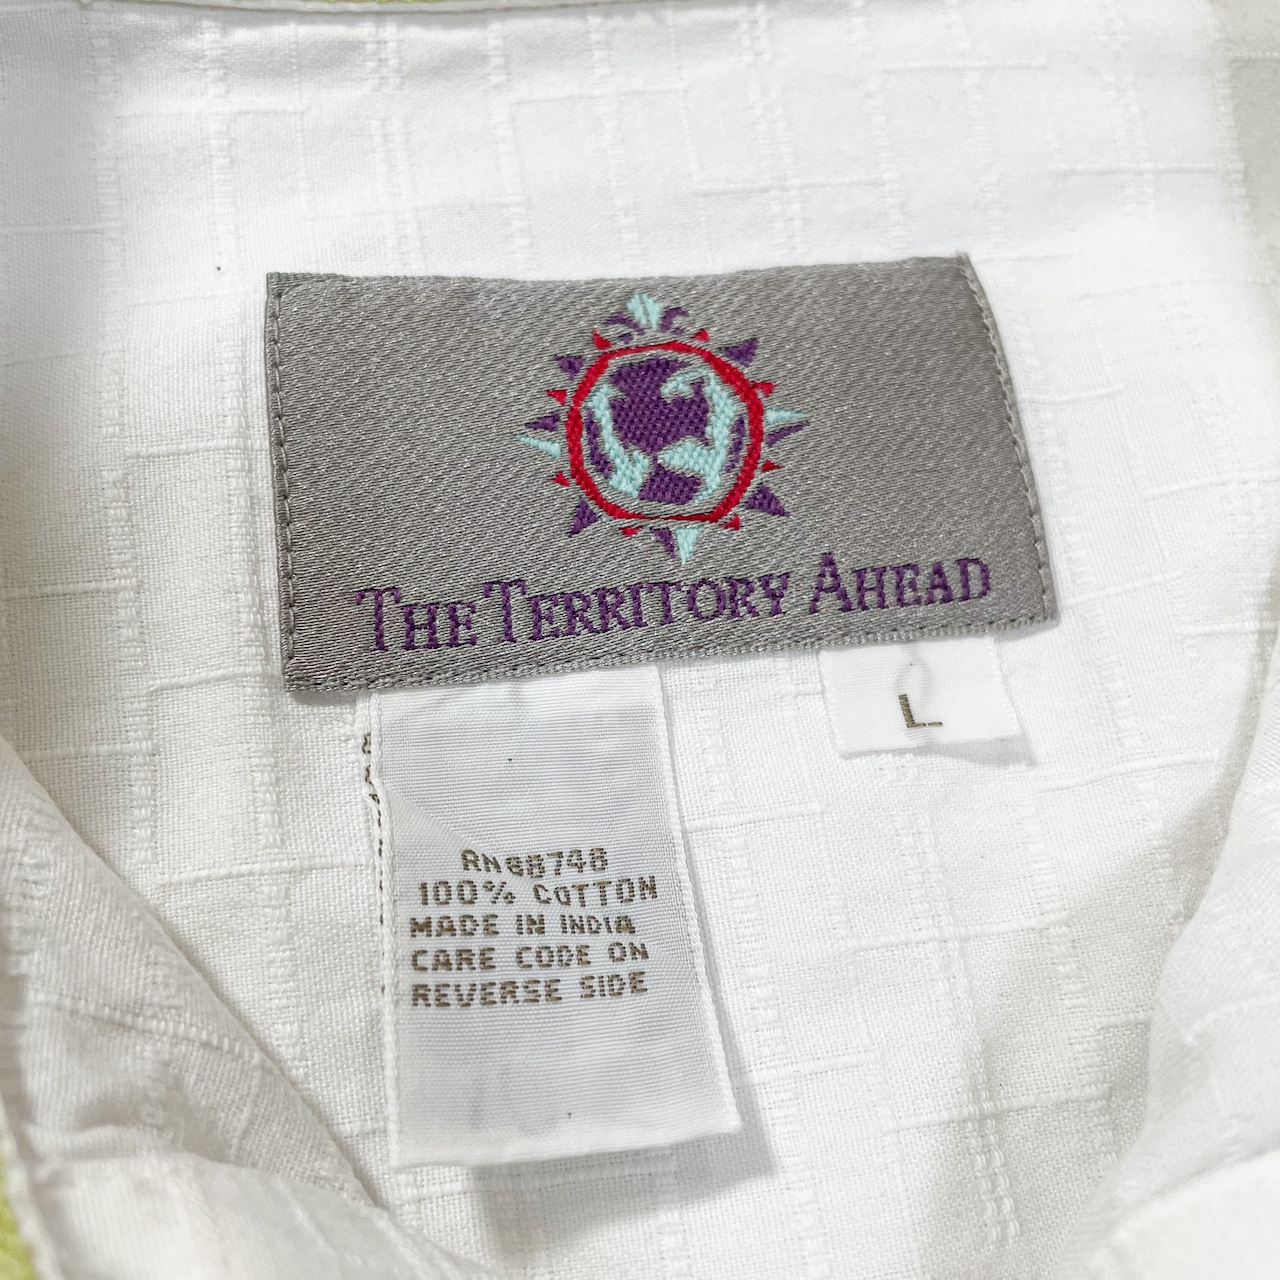 THE TERRITORY AHEAD
L
RN88748
100% COTTON
MADE IN INDIA
CARE CODE ON
REVERSE SIDE